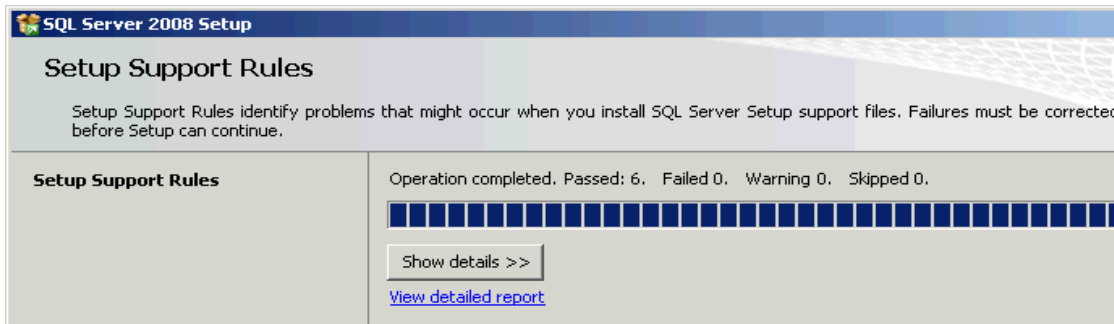 SQL Server 2008 Setup
Setup Support Rules
Setup Support Rules identify problems that might occur when you install SQL Server Setup support files. Failures must be corrected
before Setup can continue.
Setup Support Rules
Operation completed. Passed: 6. Failed 0. Warning 0. Skipped 0.
Show details >>
View detailed report